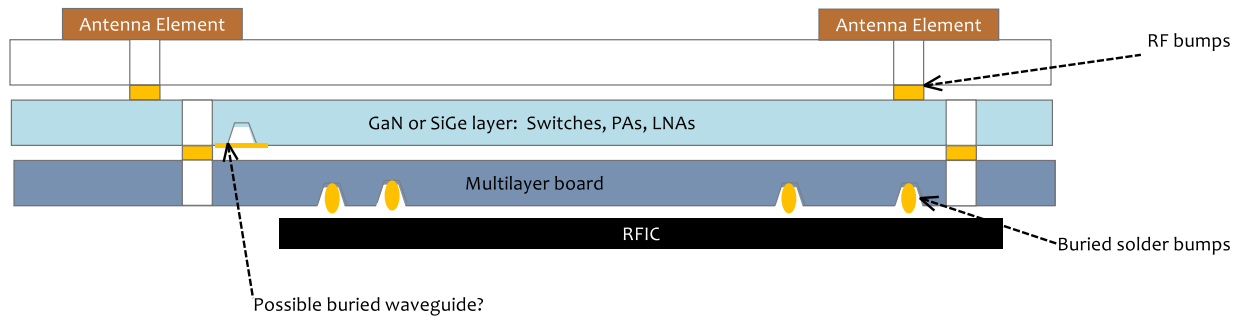 Antenna Element
Antenna Element
RF bumps
GaN or SiGe layer: Switches, PAs, LNAs
Multilayer board
RFIC
Buried solder bumps
Possible buried waveguide?